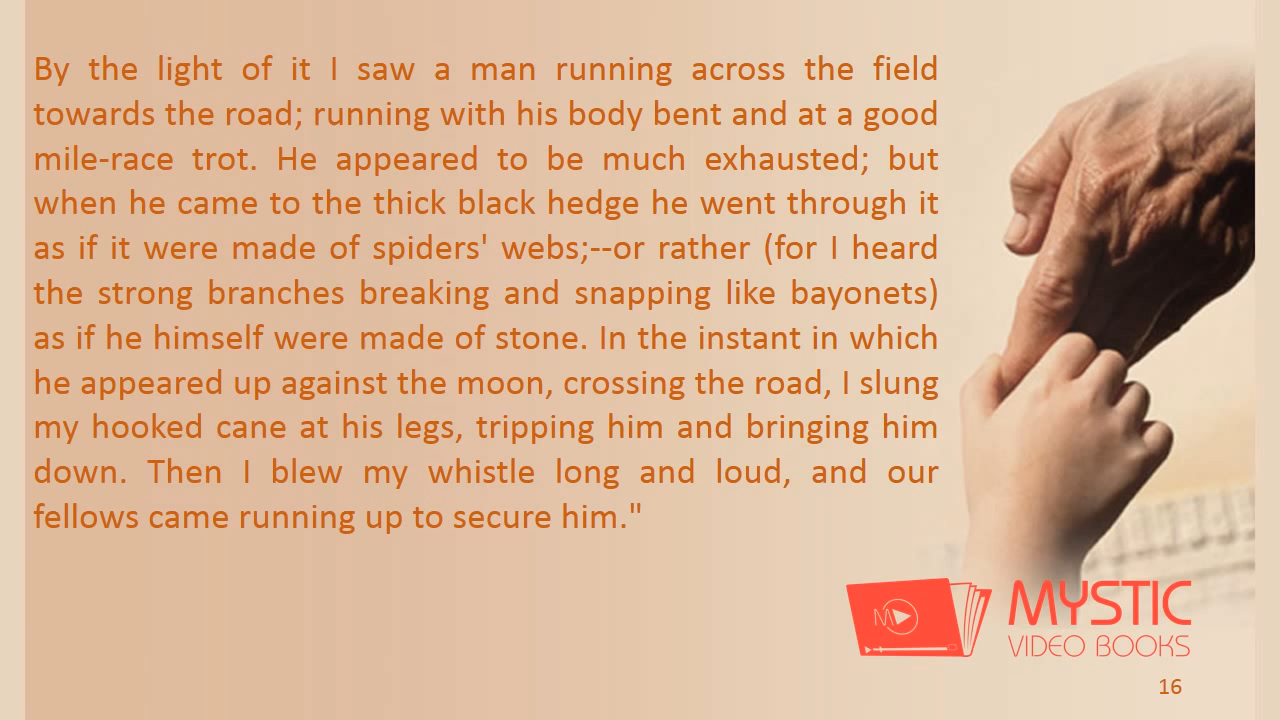 By the light of it I saw a man running across the field
towards the road; running with his body bent and at a good
mile-race trot. He appeared to be much exhausted; but
when he came to the thick black hedge he went through it
as if it were made of spiders' webs;--or rather (for I heard
the strong branches breaking and snapping like bayonets)
as if he himself were made of stone. In the instant in which
he appeared up against the moon, crossing the road, I slung
my hooked cane at his legs, tripping him and bringing him
down. Then I blew my whistle long and loud, and our
fellows came running up to secure him."
M
MYSTIC
VIDEO BOOKS
16